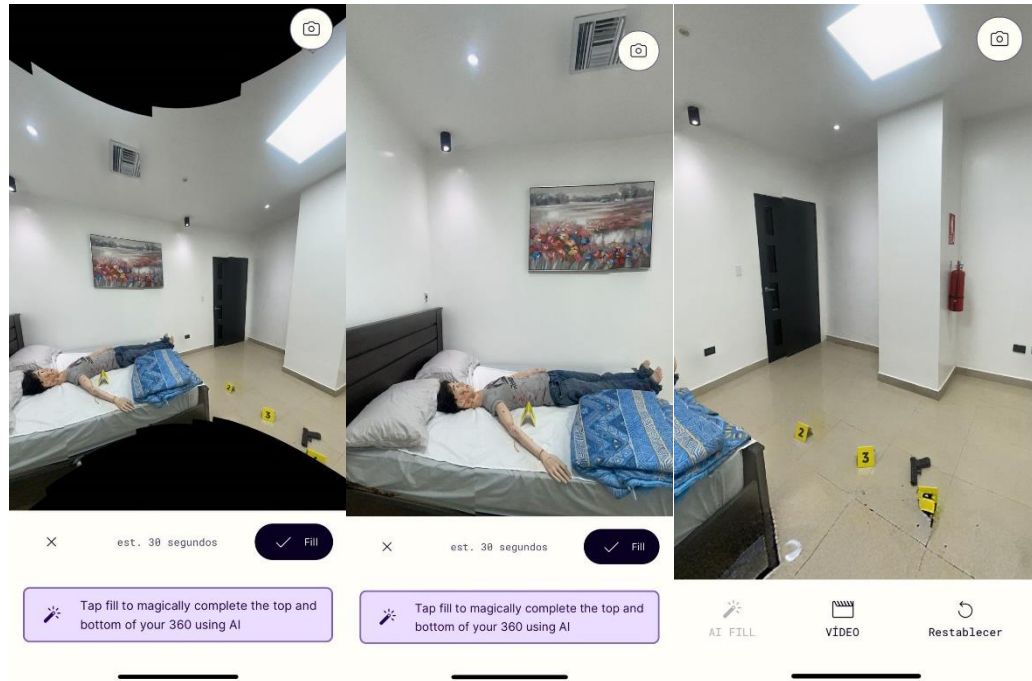 2
3
× est. 30 segundos ✓ Fill
Tap fill to magically complete the top and
bottom of your 360 using AI
× est. 30 segundos ✓ Fill
Tap fill to magically complete the top and
bottom of your 360 using AI
2
3
AI FILL VÍDEO Restablecer